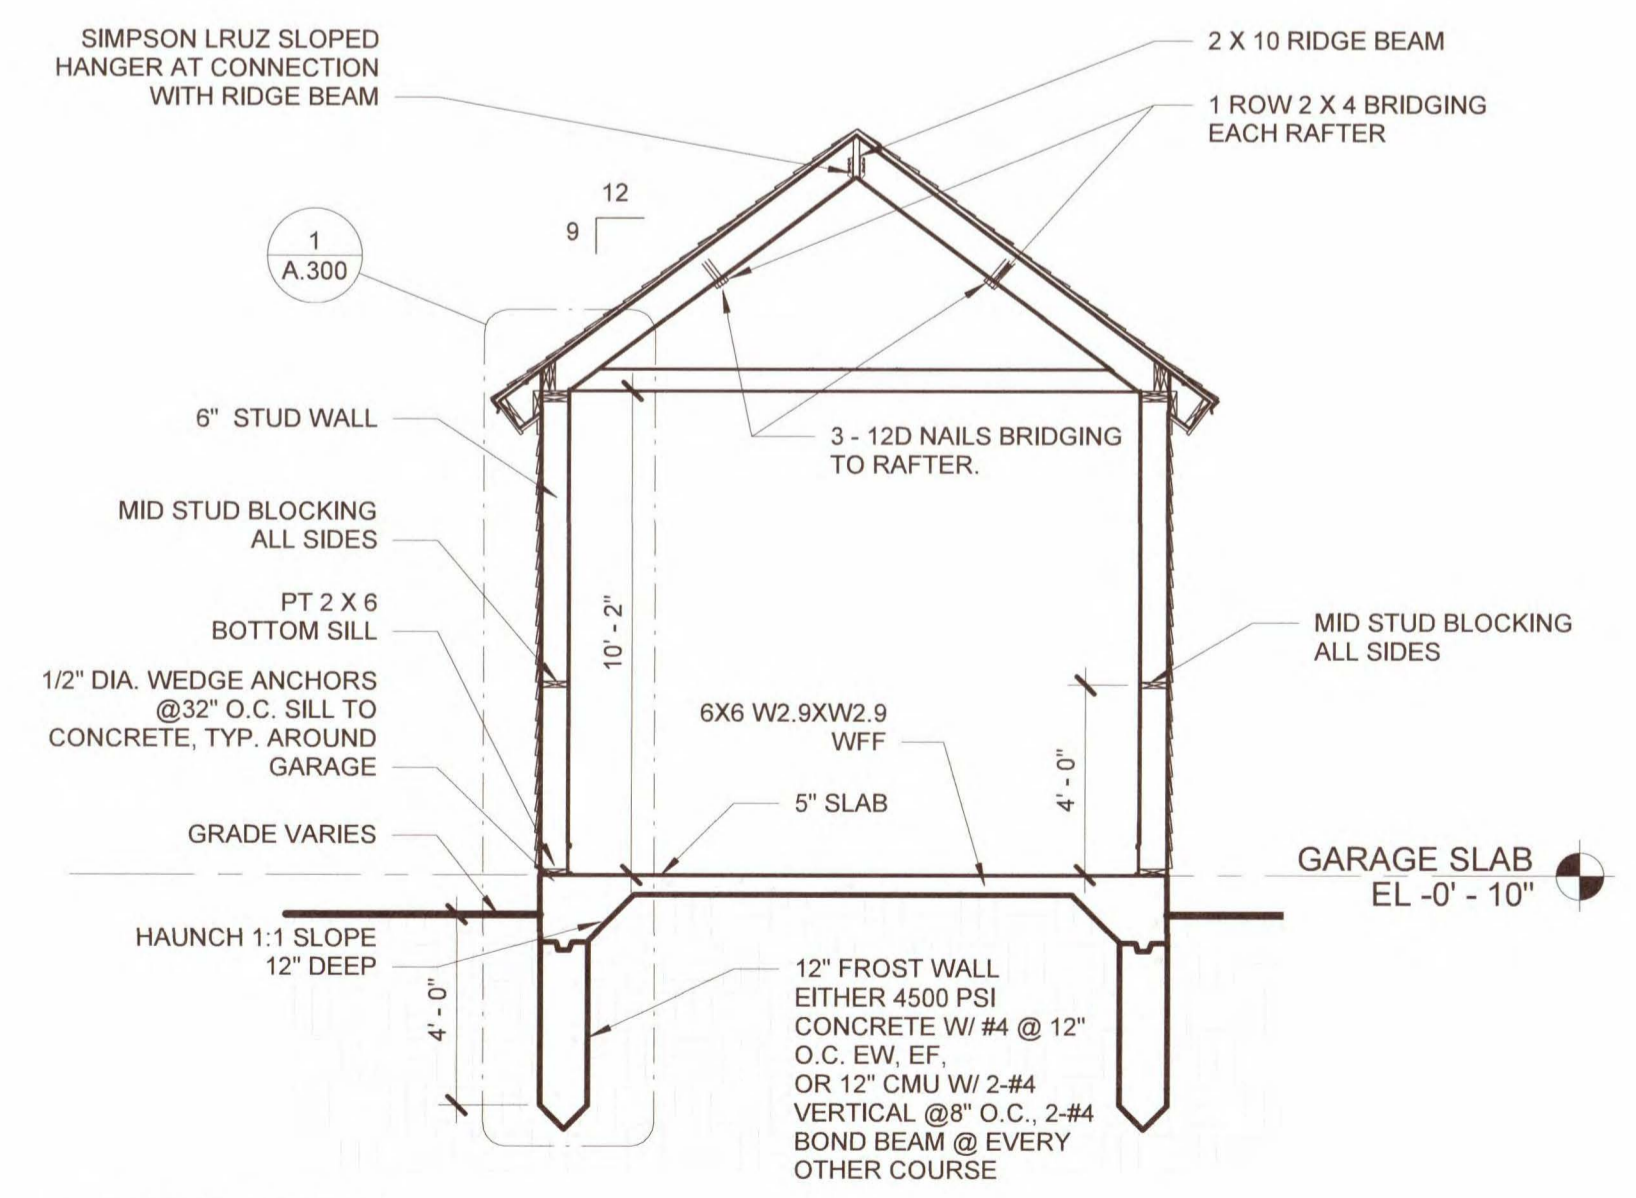 SIMPSON LRUZ SLOPED
HANGER AT CONNECTION
WITH RIDGE BEAM
2 X 10 RIDGE BEAM
1 ROW 2 X 4 BRIDGING
EACH RAFTER
12
9
1
A.300
6" STUD WALL
3 - 12D NAILS BRIDGING
TO RAFTER.
MID STUD BLOCKING
ALL SIDES
PT 2 X 6
BOTTOM SILL
10' - 2"
MID STUD BLOCKING
ALL SIDES
1/2" DIA. WEDGE ANCHORS
@32" O.C. SILL TO
CONCRETE, TYP. AROUND
GARAGE
6X6 W2.9XW2.9
WFF
4' - 0"
5" SLAB
GRADE VARIES
GARAGE SLAB
EL -0' - 10"
HAUNCH 1:1 SLOPE
12" DEEP
4' - 0"
12" FROST WALL
EITHER 4500 PSI
CONCRETE W/ #4 @ 12"
O.C. EW, EF,
OR 12" CMU W/ 2-#4
VERTICAL @8" O.C., 2-#4
BOND BEAM @ EVERY
OTHER COURSE